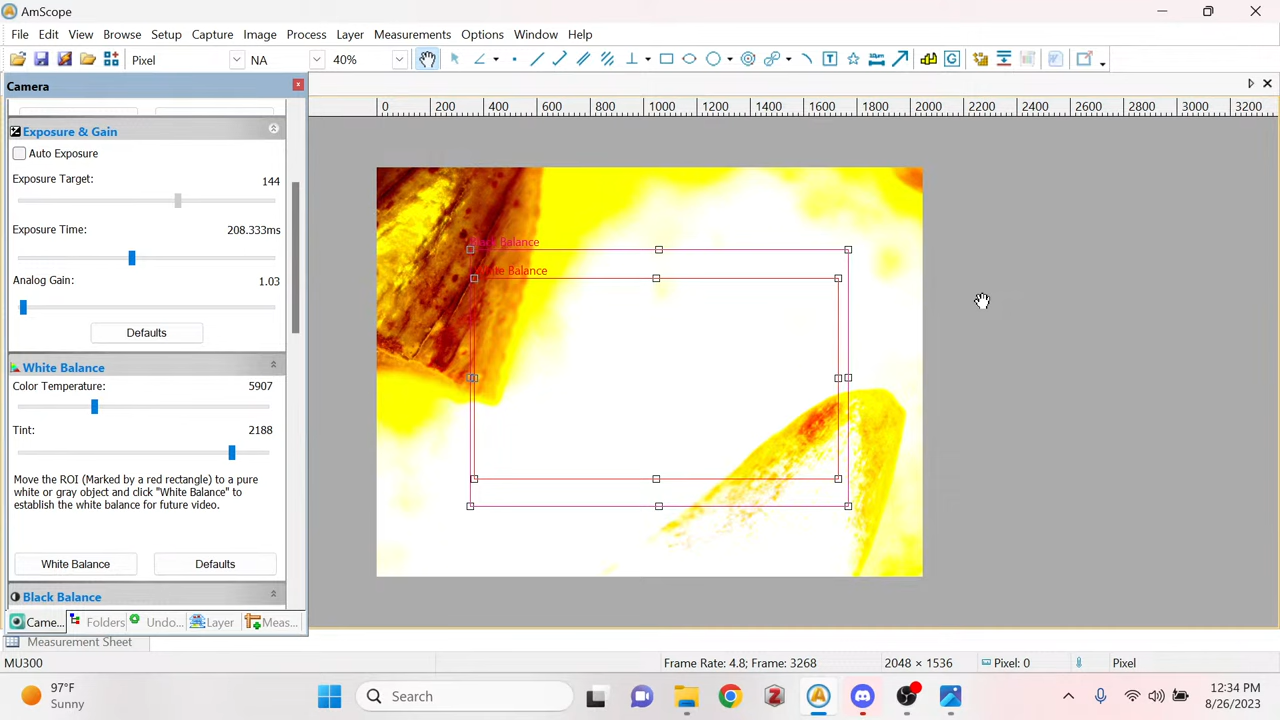 AmScope
File Edit View Browse Setup Capture Image Process Layer Measurements Options Window Help
Pixel NA 40%
Camera
0 200 400 600 800 1000 1200 1400 1600 1800 2000 2200 2400 2600 2800 3000 3200
Exposure & Gain
Auto Exposure
Exposure Target: 144
Exposure Time: 208.333ms
Analog Gain: 1.03
Defaults
White Balance
Color Temperature: 5907
Tint: 2188
Move the ROI (Marked by a red rectangle) to a pure
white or gray object and click "White Balance" to
establish the white balance for future video.
White Balance Defaults
Black Balance
Balance
Balance
Came... Folders Undo... Layer Meas...
Measurement Sheet
MU300 Frame Rate: 4.8; Frame: 3268 2048 × 1536 Pixel: 0 Pixel
97°F
Sunny
Search
12:34 PM
8/26/2023